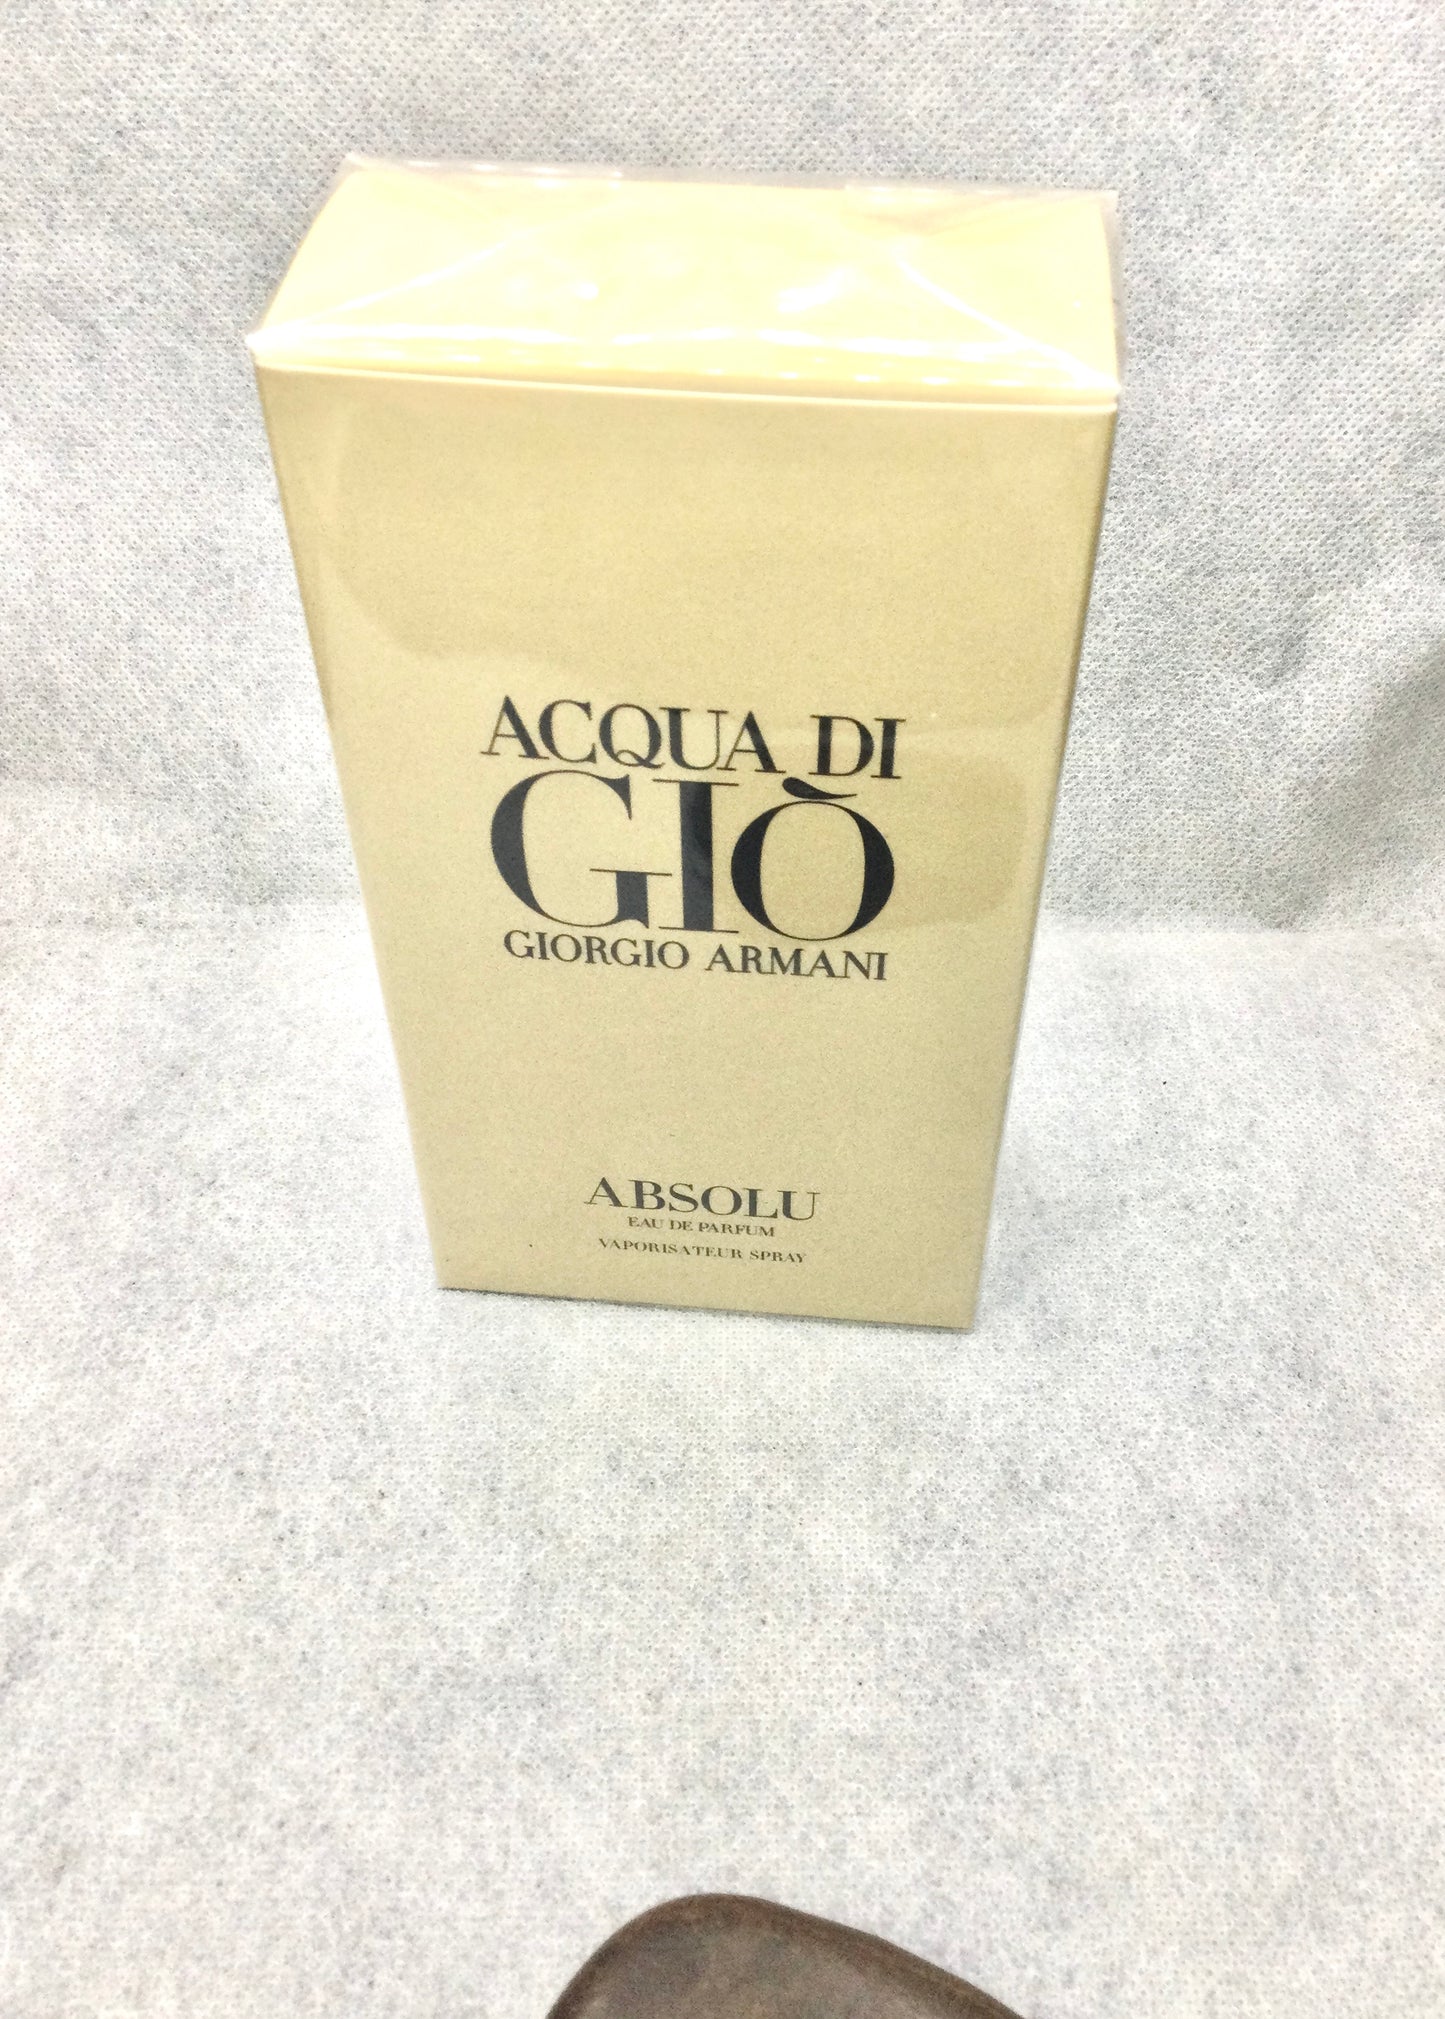 ACQUA DI
GIÒ
GIORGIO ARMANI
ABSOLU
EAU DE PARFUM
VAPORISATEUR SPRAY